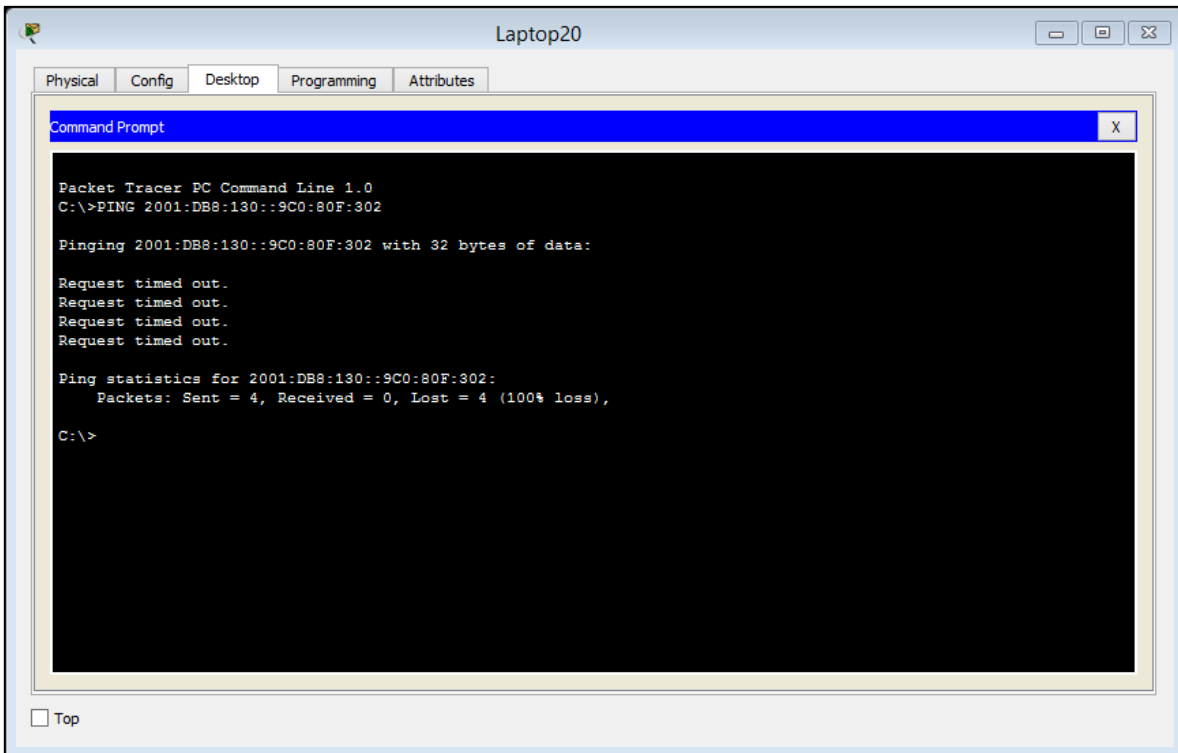 Laptop20
Physical Config Desktop Programming Attributes
Command Prompt X
Packet Tracer PC Command Line 1.0
C:\>PING 2001:DB8:130::9C0:80F:302
Pinging 2001:DB8:130::9C0:80F:302 with 32 bytes of data:
Request timed out.
Request timed out.
Request timed out.
Request timed out.
Ping statistics for 2001:DB8:130::9C0:80F:302:
Packets: Sent = 4, Received = 0, Lost = 4 (100% loss),
C:\>
Top